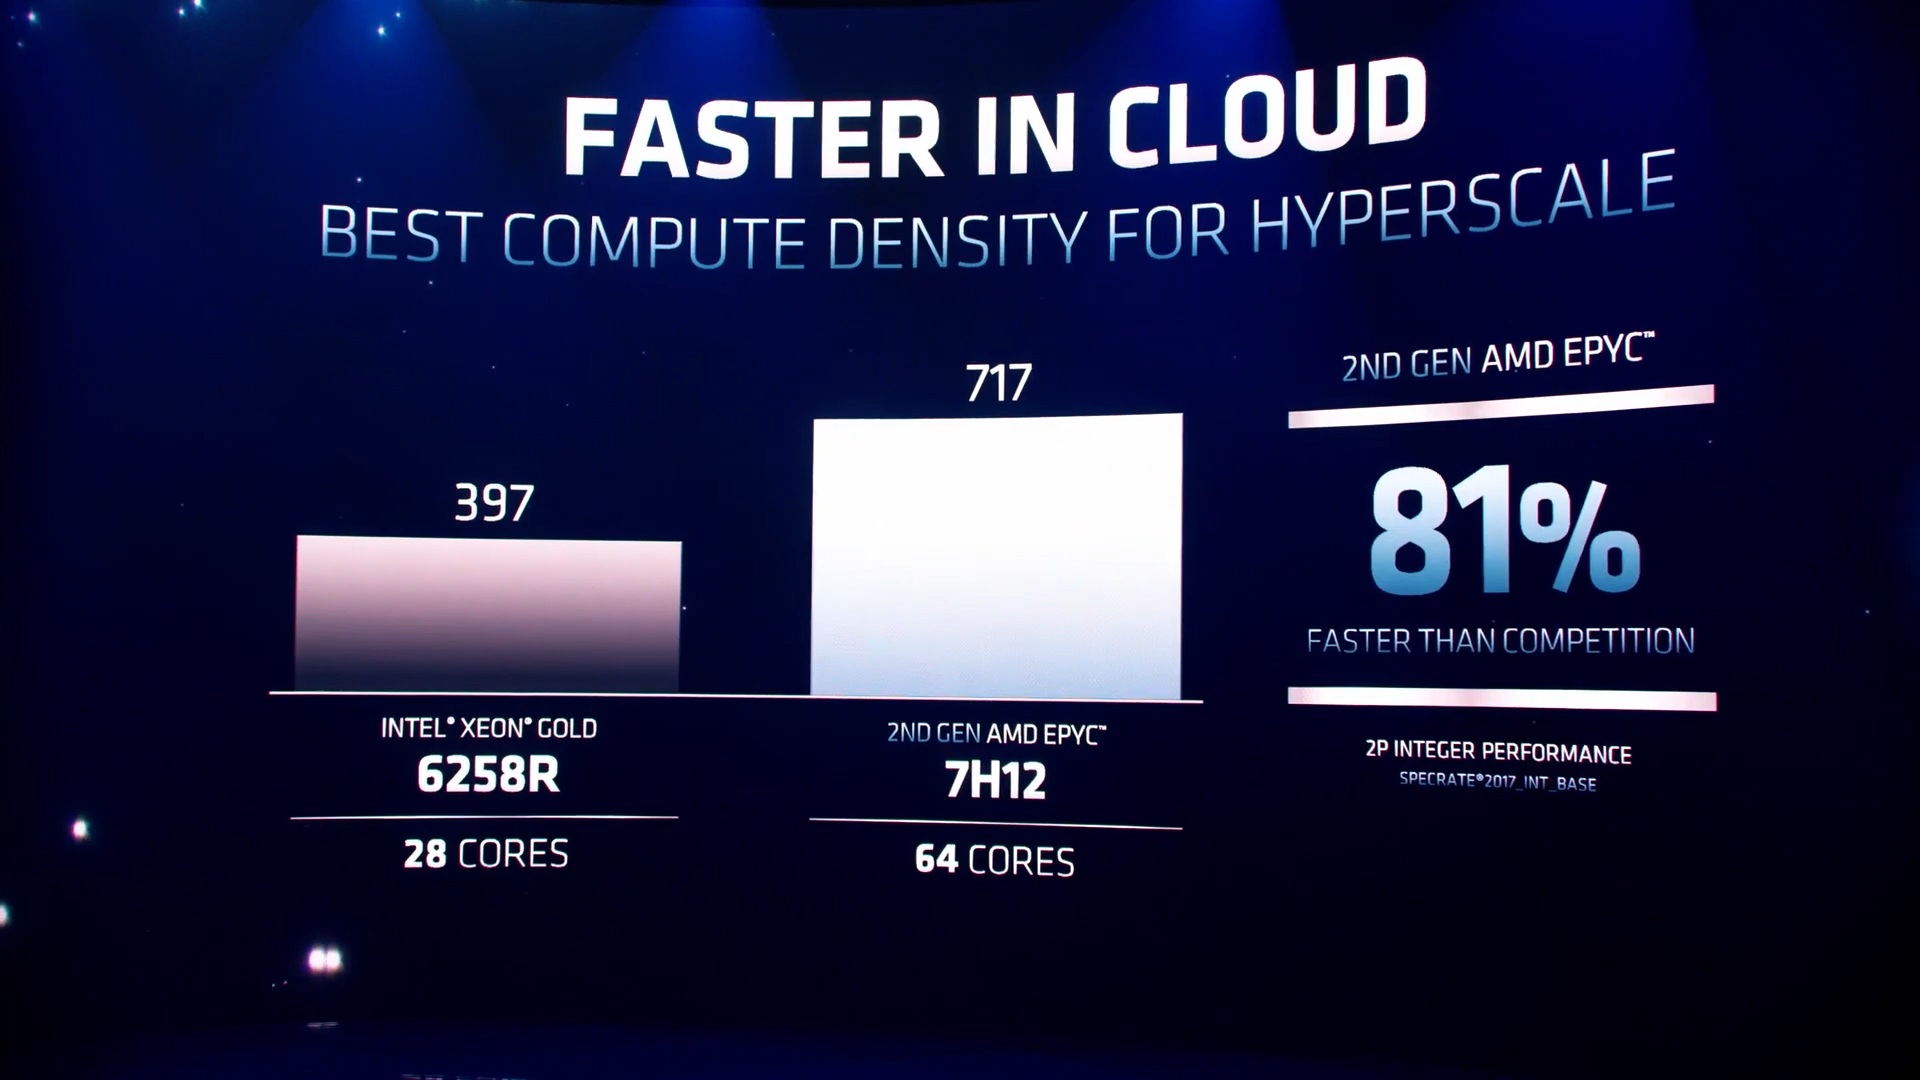 FASTER IN CLOUD
BEST COMPUTE DENSITY FOR HYPERSCALE
397
INTEL® XEON® GOLD
6258R
28 CORES
717
2ND GEN AMD EPYC™
7H12
64 CORES
2ND GEN AMD EPYC™
81%
FASTER THAN COMPETITION
2P INTEGER PERFORMANCE
SPECRATE®2017_INT_BASE